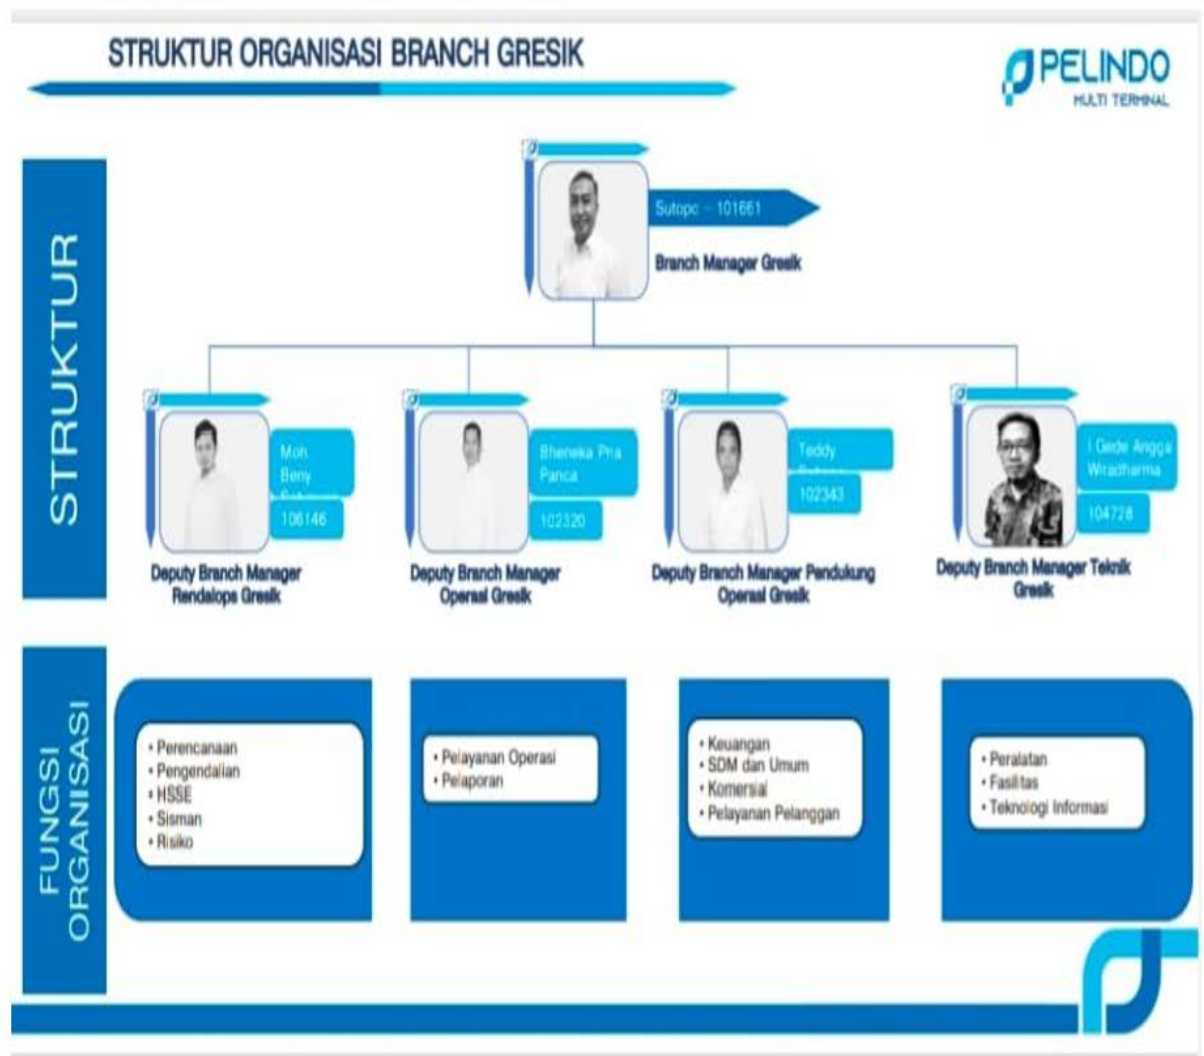 STRUKTUR ORGANISASI BRANCH GRESIK
PELINDO
MULTI TERMINAL
STRUKTUR
Sutopo - 101661
Branch Manager Gresik
Moh
Beny
106146
Deputy Branch Manager
Rendalops Gresik
Bheneka Pria
Panca
102320
Deputy Branch Manager
Operasi Gresik
Teddy
102343
Deputy Branch Manager Pendukung
Operasi Gresik
I Gede Angga
Wiradharma
104728
Deputy Branch Manager Teknik
Gresik
FUNGSI
ORGANISASI
• Perencanaan
• Pengendalian
• HSSE
• Sisman
• Risiko
• Pelayanan Operasi
• Pelaporan
• Keuangan
• SDM dan Umum
• Komersial
• Pelayanan Pelanggan
• Peralatan
• Fasilitas
• Teknologi Informasi